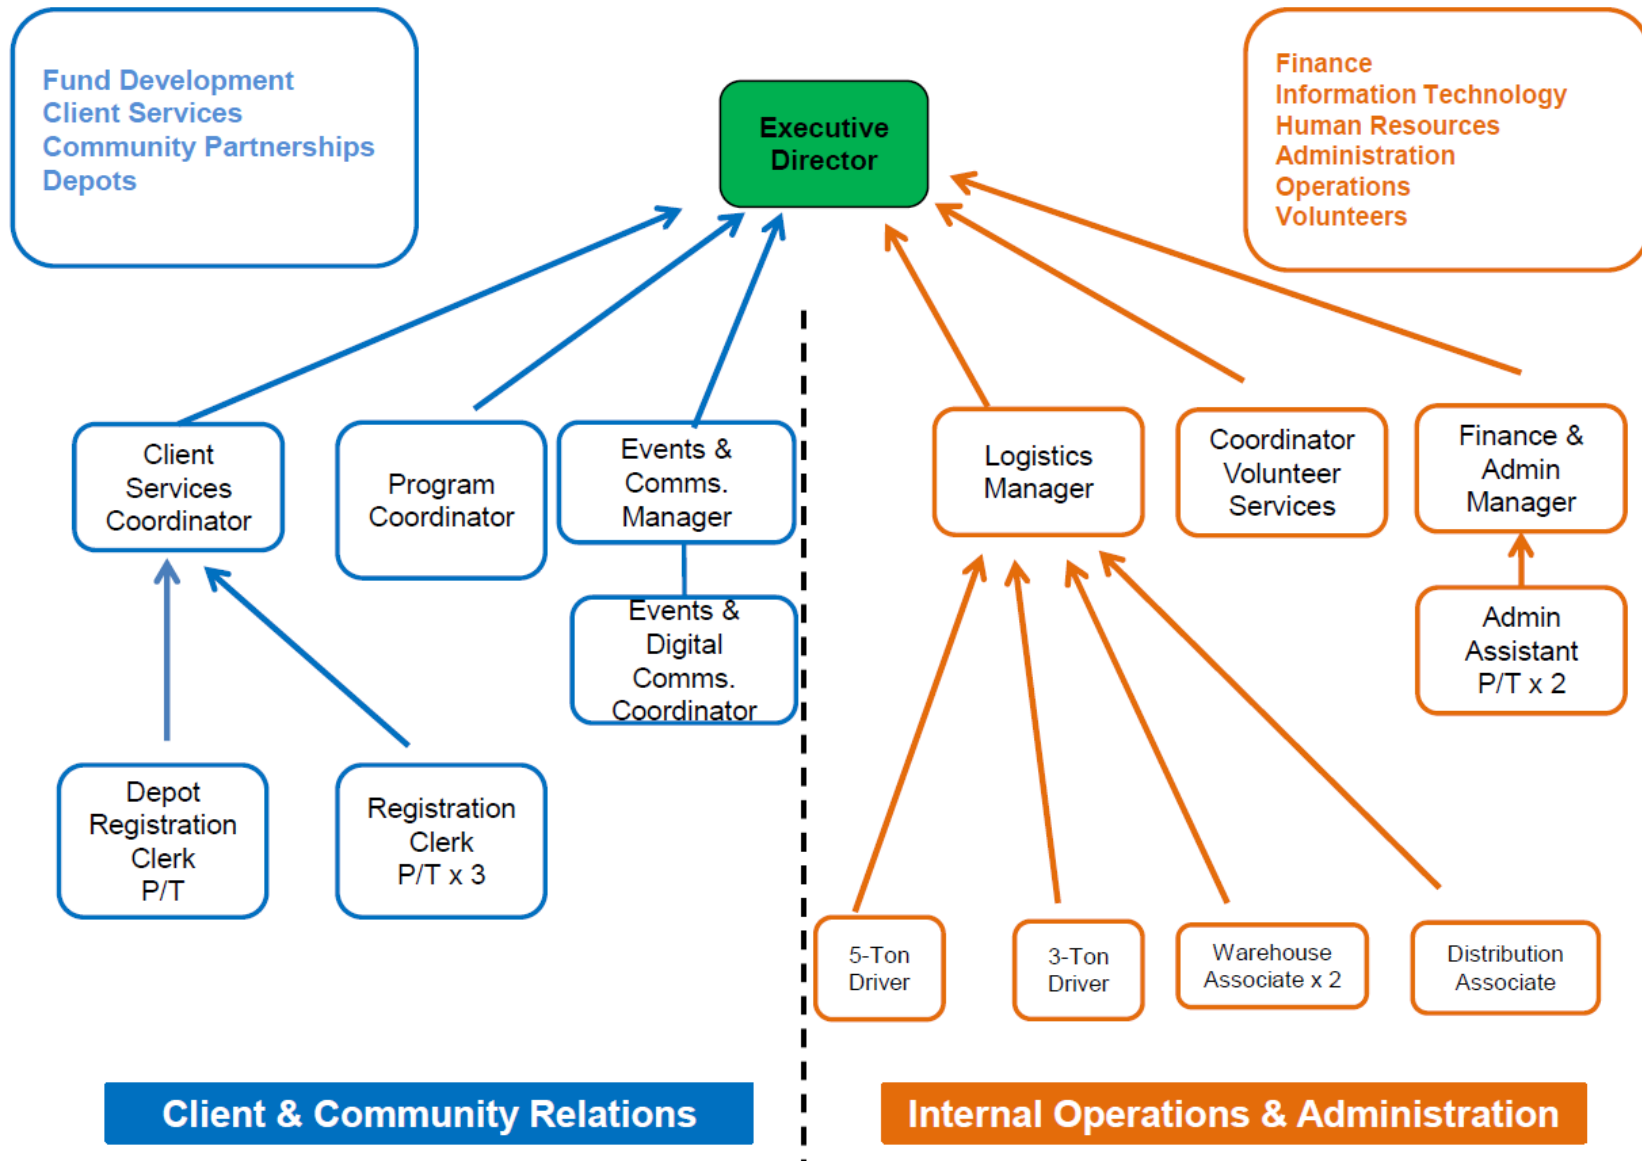 Fund Development
Client Services
Community Partnerships
Depots
Executive
Director
Finance
Information Technology
Human Resources
Administration
Operations
Volunteers
Client
Services
Coordinator
Program
Coordinator
Events &
Comms.
Manager
Logistics
Manager
Coordinator
Volunteer
Services
Finance &
Admin
Manager
Events &
Digital
Comms.
Coordinator
Admin
Assistant
P/T x 2
Depot
Registration
Clerk
P/T
Registration
Clerk
P/T x 3
5-Ton
Driver
3-Ton
Driver
Warehouse
Associate x 2
Distribution
Associate
Client & Community Relations
Internal Operations & Administration